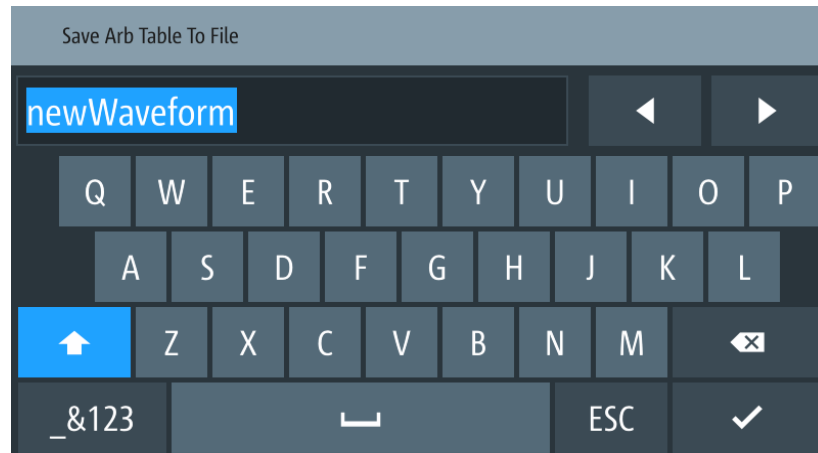 Save Arb Table To File
newWaveform
Q W E R T Y U I O P
A S D F G H J K L
Z X C V B N M
_&123 ESC